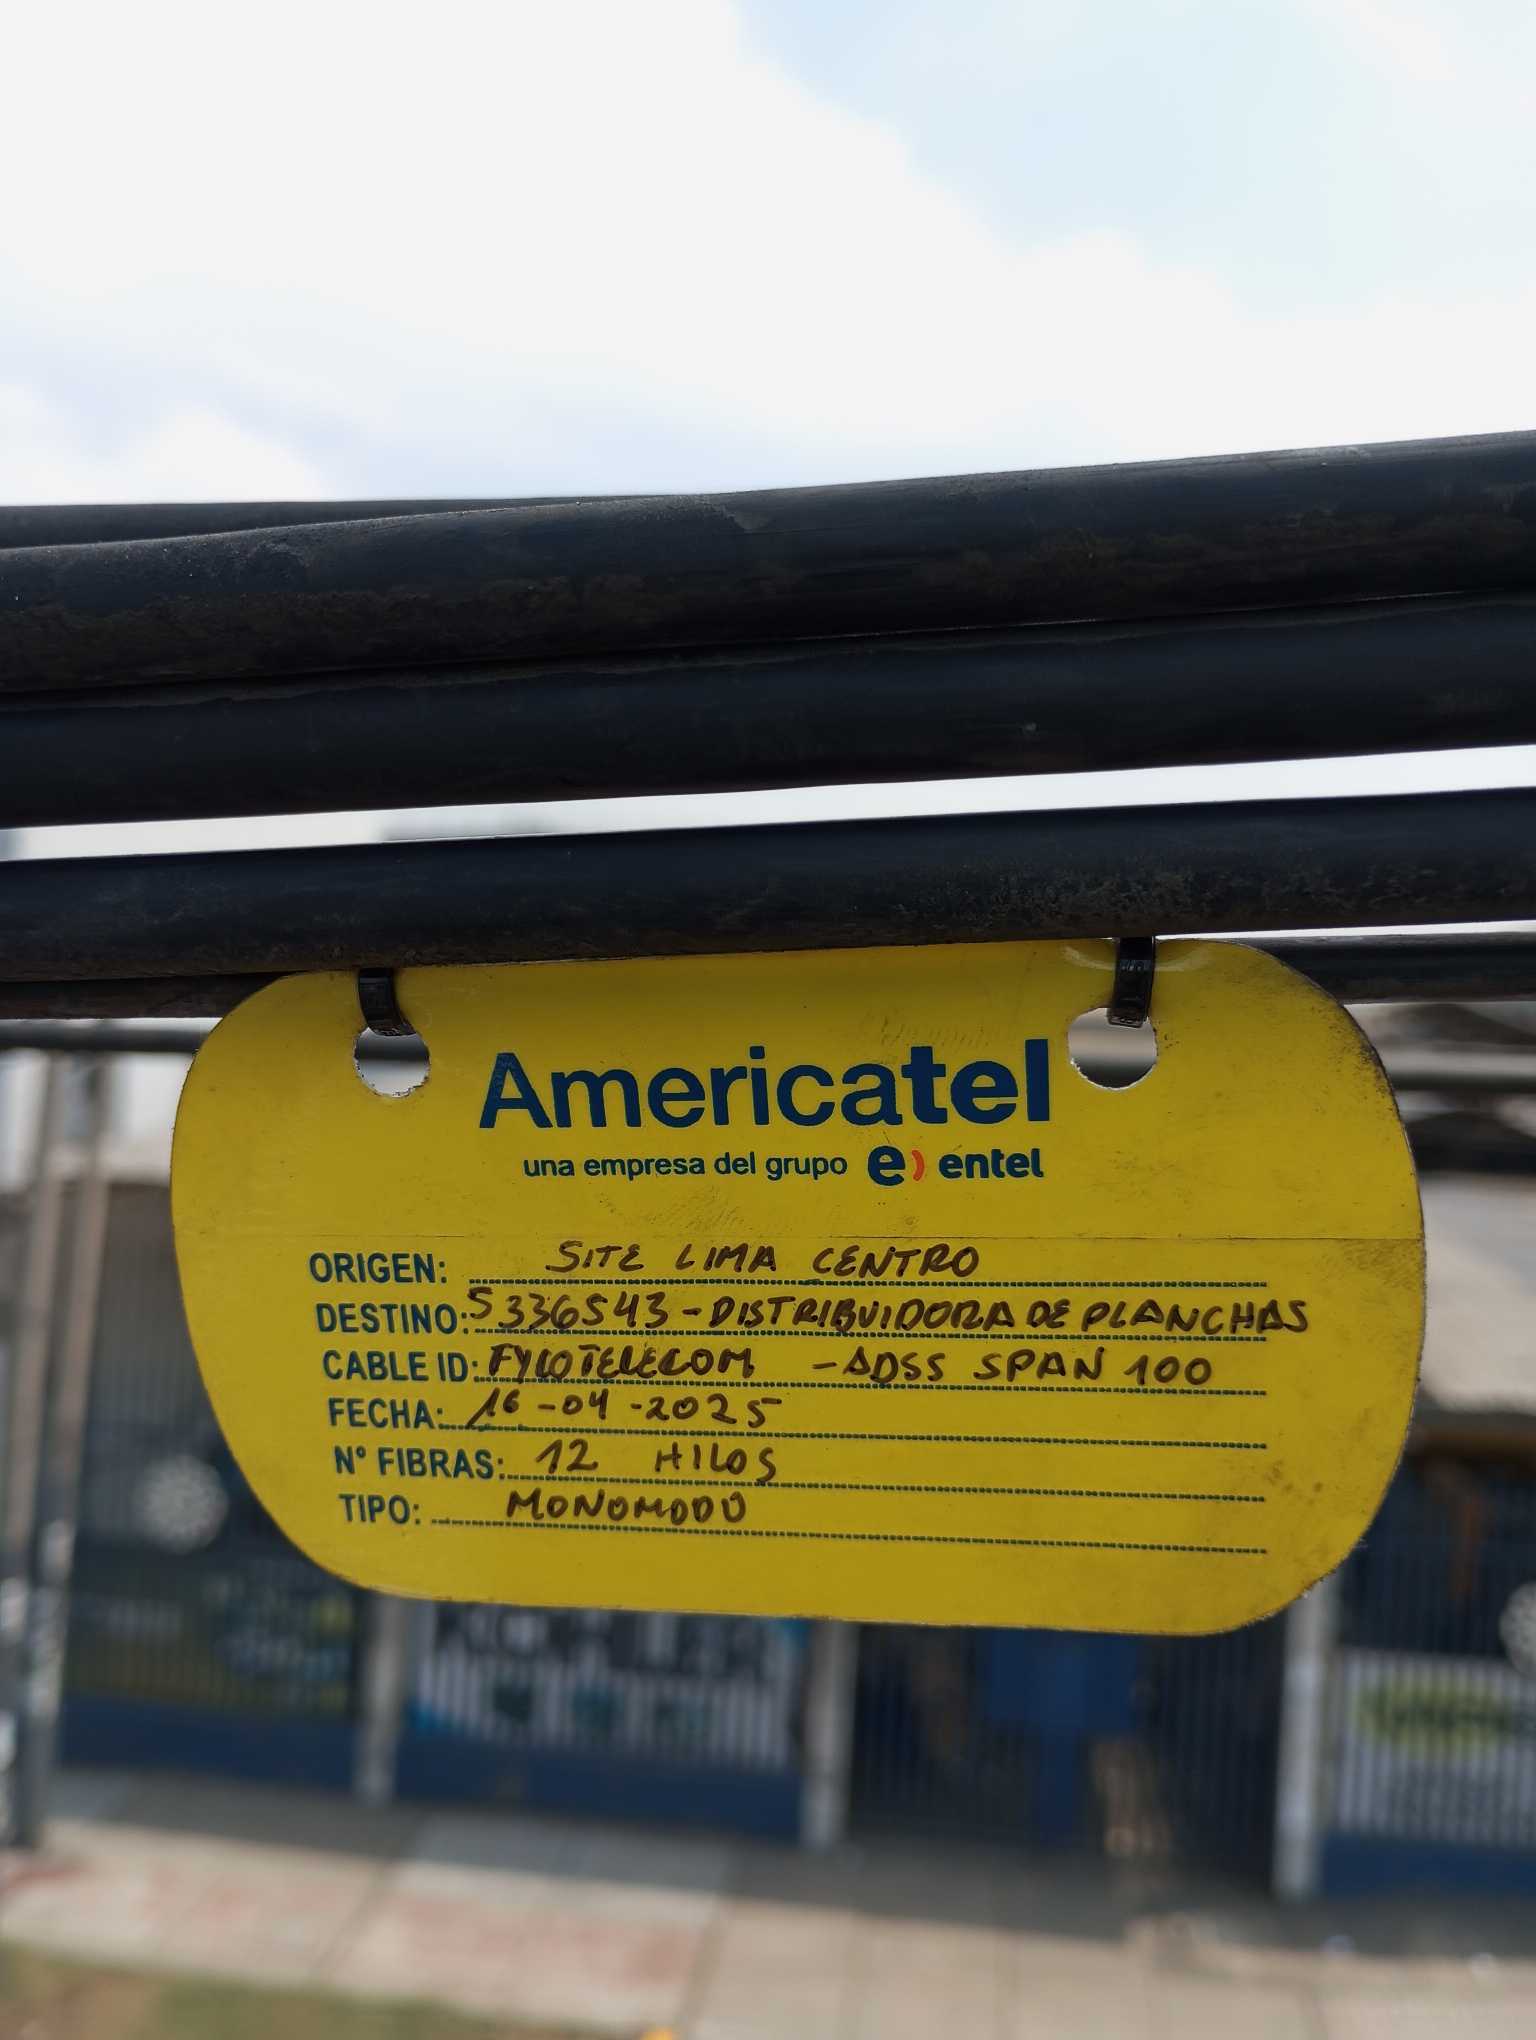 Americatel
una empresa del grupo e) entel
ORIGEN: SITE LIMA CENTRO
DESTINO: 5336543 - DISTRIBUIDORA DE PLANCHAS
CABLE ID: FYCOTELECOM - ADSS SPAN 100
FECHA: 16-04-2025
N° FIBRAS: 12 HILOS
TIPO: MONOMODO